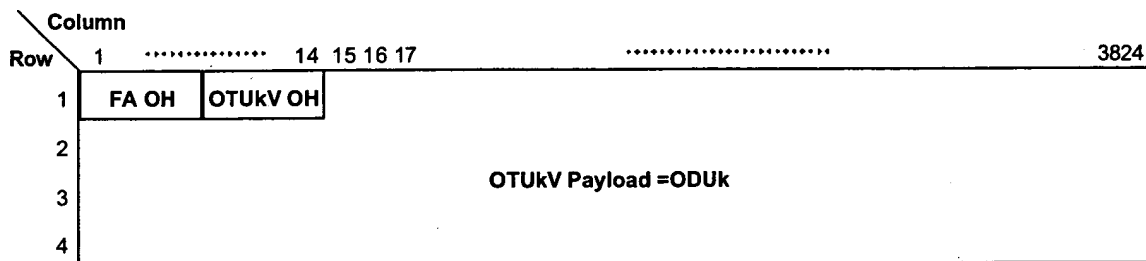 Column
Row 1 ................ 14 15 16 17 .......................... 3824
1 FA OH OTUkV OH
2
OTUkV Payload =ODUk
3
4